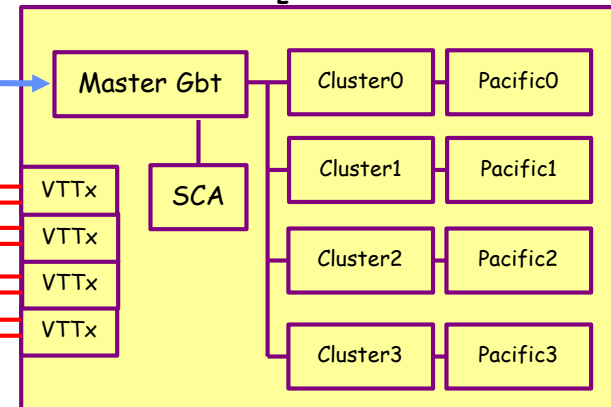 Master Gbt
Cluster0
Pacific0
Cluster1
Pacific1
SCA
VTTx
VTTx
Cluster2
Pacific2
VTTx
VTTx
Cluster3
Pacific3